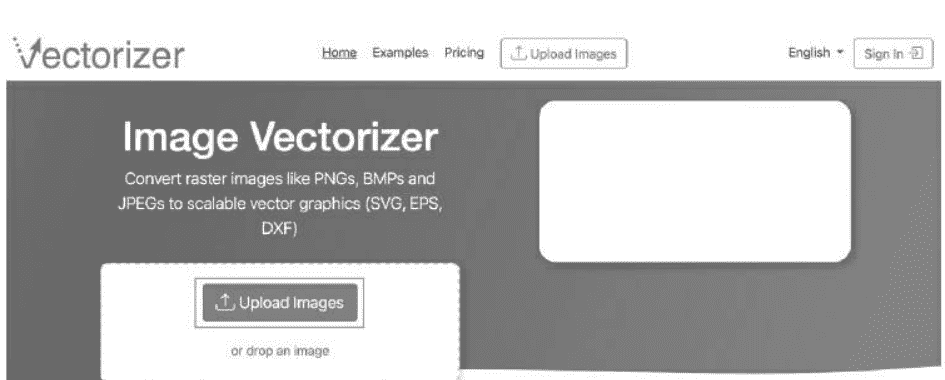 Vectorizer
Home Examples Pricing Upload Images English Sign In
Image Vectorizer
Convert raster images like PNGs, BMPs and
JPEGs to scalable vector graphics (SVG, EPS,
DXF)
Upload Images
or drop an image